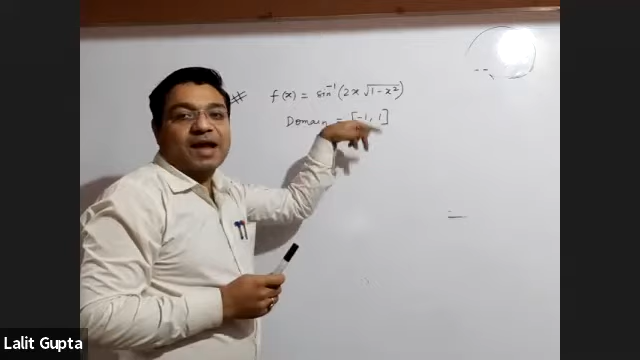 # f(x) = sin⁻¹(2x √1-x²)
Domain = [-1, 1]
Lalit Gupta